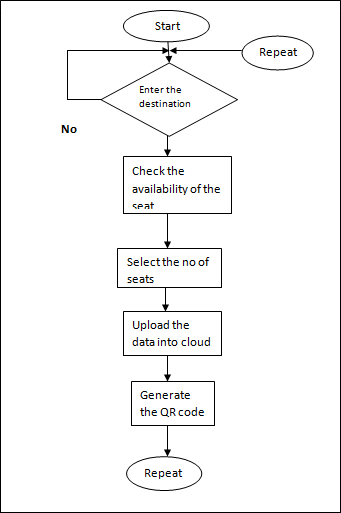 Start
Repeat
Enter the
destination
No
Check the
availability of the
seat
Select the no of
seats
Upload the
data into cloud
Generate
the QR code
Repeat